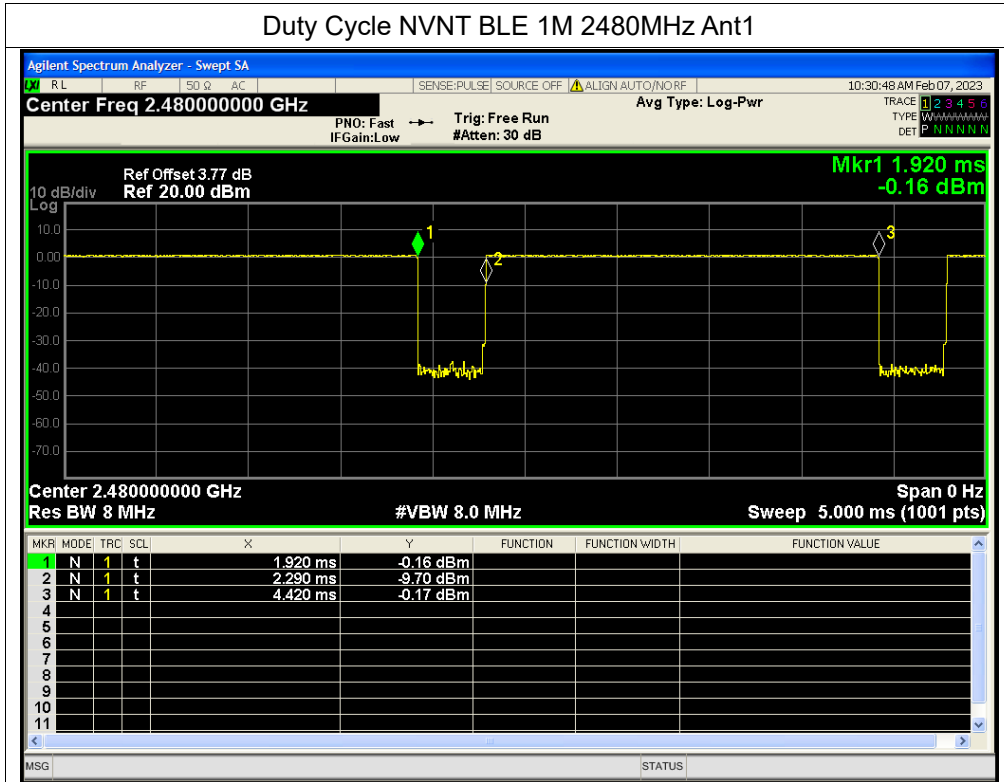 Duty Cycle NVNT BLE 1M 2480MHz Ant1
Agilent Spectrum Analyzer - Swept SA
LXI RL RF 50 Ω AC SENSE:PULSE SOURCE OFF ALIGN AUTO/NO RF 10:30:48 AM Feb 07, 2023
Center Freq 2.480000000 GHz Avg Type: Log-Pwr TRACE 1 2 3 4 5 6
PNO: Fast Trig: Free Run TYPE W
IFGain:Low #Atten: 30 dB DET P N N N N N
Mkr1 1.920 ms
Ref Offset 3.77 dB
10 dB/div Ref 20.00 dBm -0.16 dBm
Log
10.0
0.00
-10.0
-20.0
-30.0
-40.0
-50.0
-60.0
-70.0
1
2
3
Center 2.480000000 GHz Span 0 Hz
Res BW 8 MHz #VBW 8.0 MHz Sweep 5.000 ms (1001 pts)
MKR MODE TRC SCL X Y FUNCTION FUNCTION WIDTH FUNCTION VALUE
1 N 1 t 1.920 ms -0.16 dBm
2 N 1 t 2.290 ms -9.70 dBm
3 N 1 t 4.420 ms -0.17 dBm
4
5
6
7
8
9
10
11
MSG STATUS